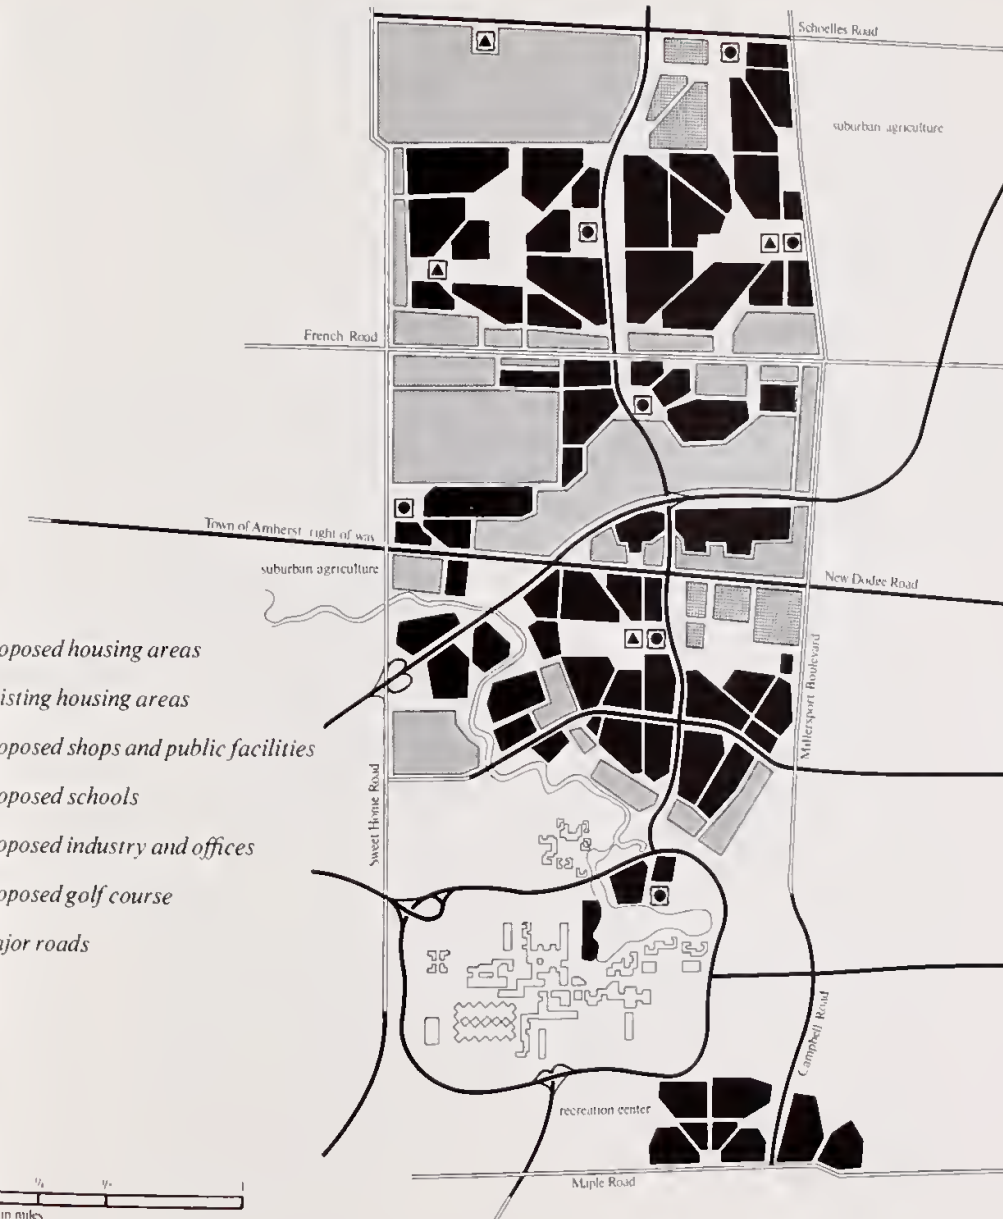 Schoelles Road
suburban agriculture
French Road
Town of Amherst right of way
suburban agriculture
New Dodge Road
oposed housing areas
isting housing areas
oposed shops and public facilities
oposed schools
oposed industry and offices
oposed golf course
ajor roads
Sweet Home Road
Millersport Boulevard
Campbell Road
recreation center
Maple Road
1
in miles